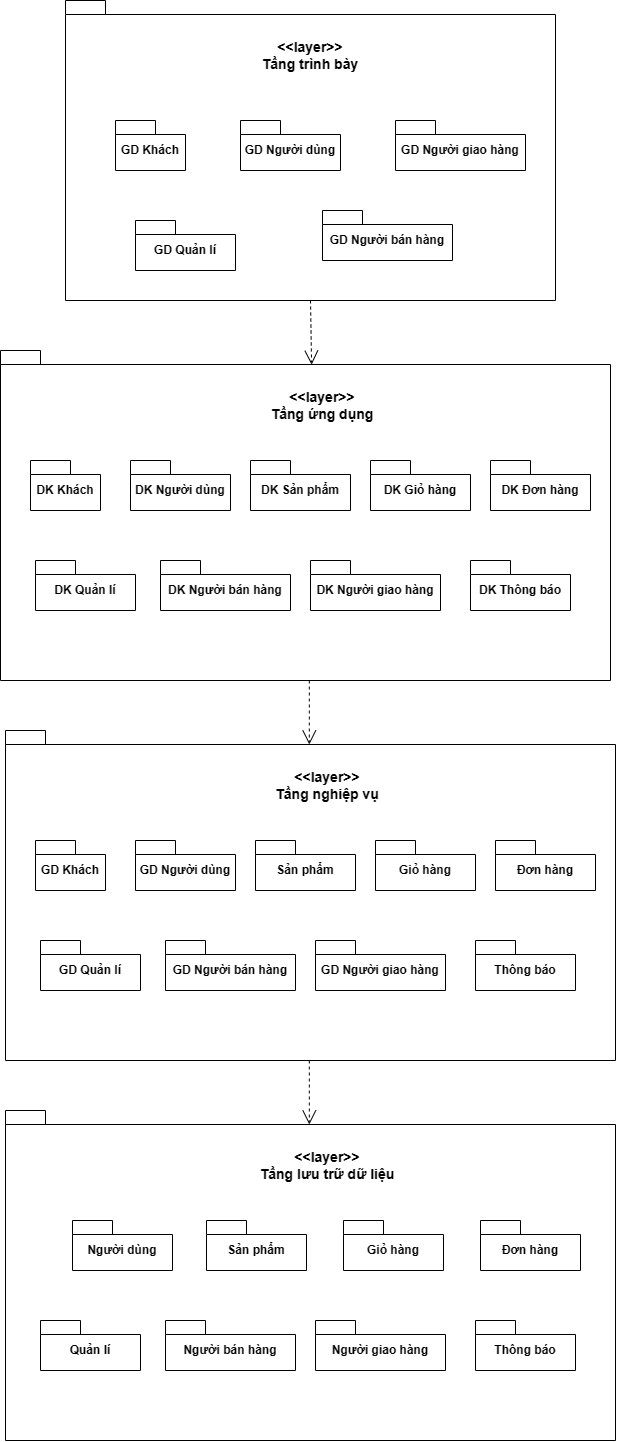 <<layer>>
Tầng trình bày
GD Khách
GD Người dùng
GD Người giao hàng
GD Quản lí
GD Người bán hàng
<<layer>>
Tầng ứng dụng
DK Khách
DK Người dùng
DK Sản phẩm
DK Giỏ hàng
DK Đơn hàng
DK Quản lí
DK Người bán hàng
DK Người giao hàng
DK Thông báo
<<layer>>
Tầng nghiệp vụ
GD Khách
GD Người dùng
Sản phẩm
Giỏ hàng
Đơn hàng
GD Quản lí
GD Người bán hàng
GD Người giao hàng
Thông báo
<<layer>>
Tầng lưu trữ dữ liệu
Người dùng
Sản phẩm
Giỏ hàng
Đơn hàng
Quản lí
Người bán hàng
Người giao hàng
Thông báo